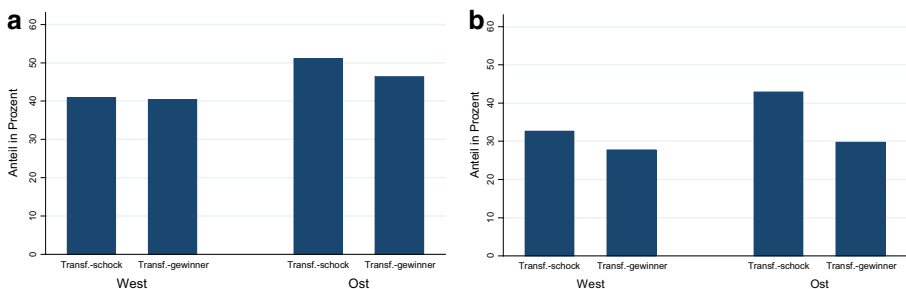 a
Anteil in Prozent
60
50
40
30
20
10
0
Transf.-schock Transf.-gewinner Transf.-schock Transf.-gewinner
West Ost
b
Anteil in Prozent
60
50
40
30
20
10
0
Transf.-schock Transf.-gewinner Transf.-schock Transf.-gewinner
West Ost